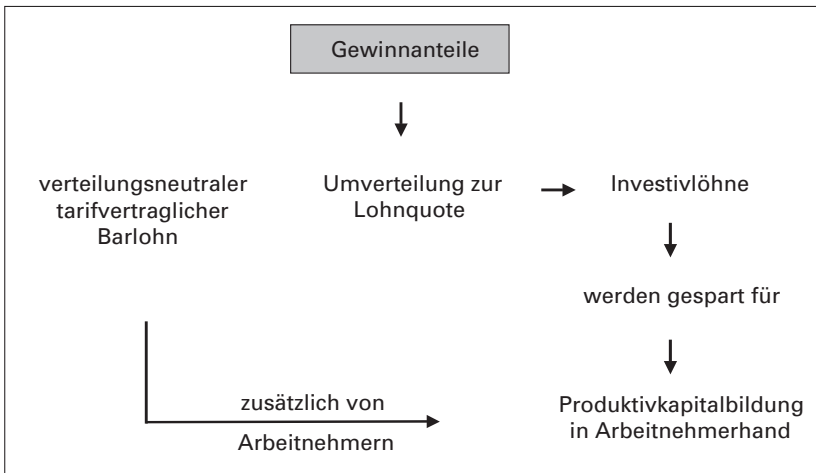 Gewinnanteile
verteilungsneutraler
tarifvertraglicher
Barlohn
Umverteilung zur
Lohnquote
Investivlöhne
werden gespart für
zusätzlich von
Arbeitnehmern
Produktivkapitalbildung
in Arbeitnehmerhand